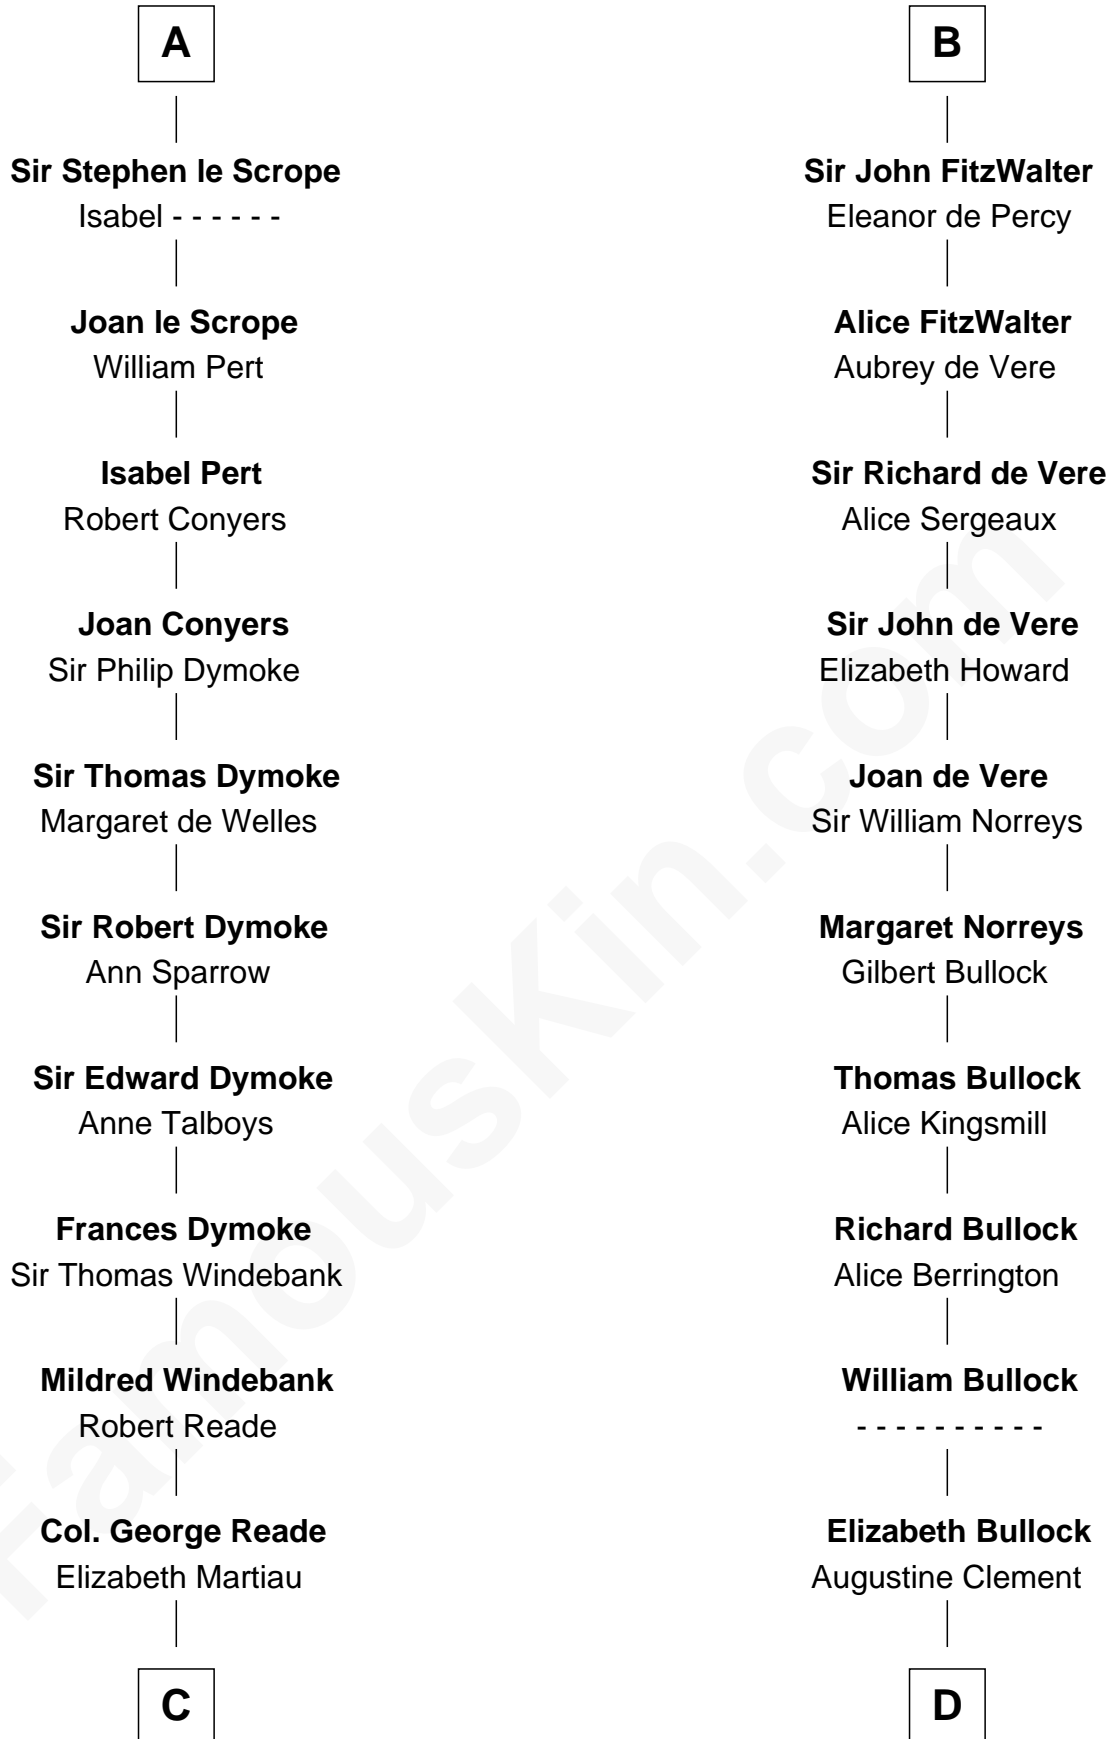 A
Sir Stephen le Scrope
Isabel - - - - - -
Joan le Scrope
William Pert
Isabel Pert
Robert Conyers
Joan Conyers
Sir Philip Dymoke
Sir Thomas Dymoke
Margaret de Welles
Sir Robert Dymoke
Ann Sparrow
Sir Edward Dymoke
Anne Talboys
Frances Dymoke
Sir Thomas Windebank
Mildred Windebank
Robert Reade
Col. George Reade
Elizabeth Martiau
C
B
Sir John FitzWalter
Eleanor de Percy
Alice FitzWalter
Aubrey de Vere
Sir Richard de Vere
Alice Sergeaux
Sir John de Vere
Elizabeth Howard
Joan de Vere
Sir William Norreys
Margaret Norreys
Gilbert Bullock
Thomas Bullock
Alice Kingsmill
Richard Bullock
Alice Berrington
William Bullock
- - - - - - - - - -
Elizabeth Bullock
Augustine Clement
D
FamousKin.com